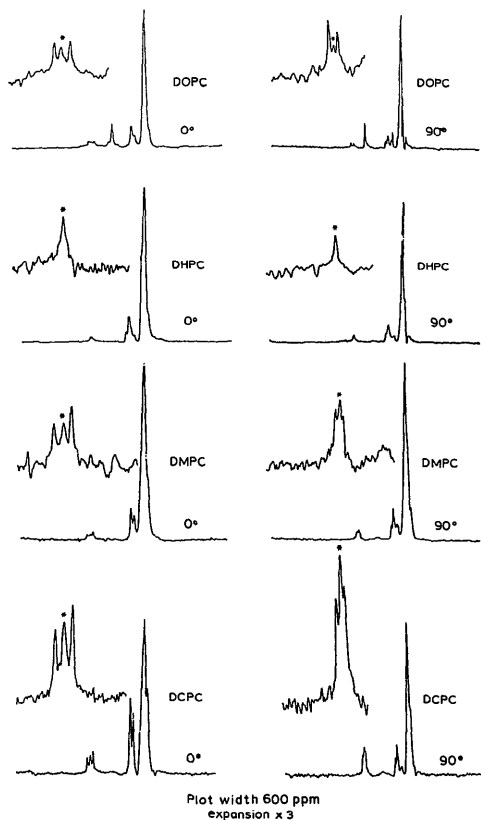 *
DOPC
0°
*
DOPC
90°
*
DHPC
0°
*
DHPC
90°
*
DMPC
0°
*
DMPC
90°
*
DCPC
0°
*
DCPC
90°
Plot width 600 ppm
expansion x 3